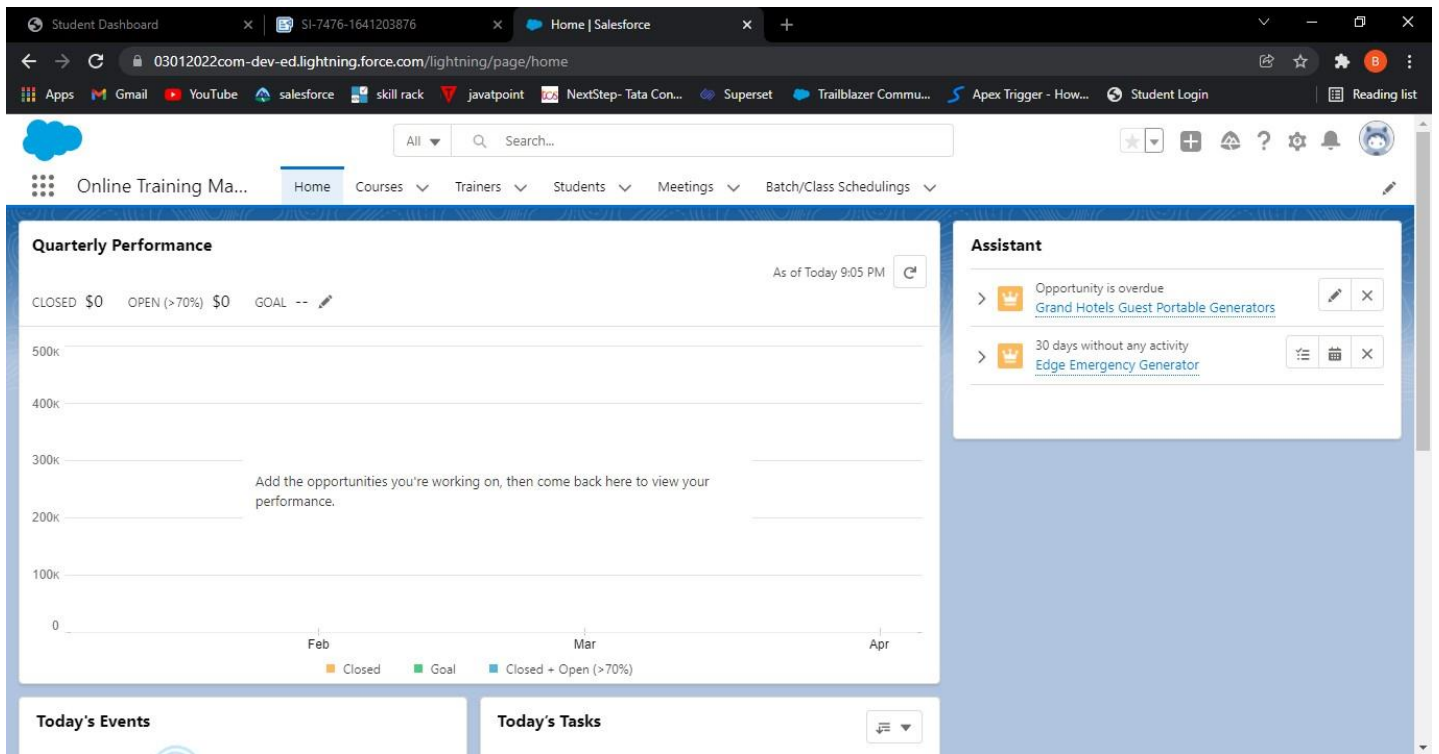 Student Dashboard SI-7476-1641203876 Home | Salesforce
03012022com-dev-ed.lightning.force.com/lightning/page/home B
Apps Gmail YouTube salesforce skill rack javatpoint TCS NextStep- Tata Con... Superset Trailblazer Commu... Apex Trigger - How... Student Login Reading list
All Search...
Online Training Ma... Home Courses Trainers Students Meetings Batch/Class Schedulings
Quarterly Performance
As of Today 9:05 PM
CLOSED $0 OPEN (>70%) $0 GOAL --
500K
400K
300K
Add the opportunities you're working on, then come back here to view your
performance.
200K
100K
0
Feb Mar Apr
Closed Goal Closed + Open (>70%)
Assistant
Opportunity is overdue
Grand Hotels Guest Portable Generators
30 days without any activity
Edge Emergency Generator
Today's Events
Today's Tasks